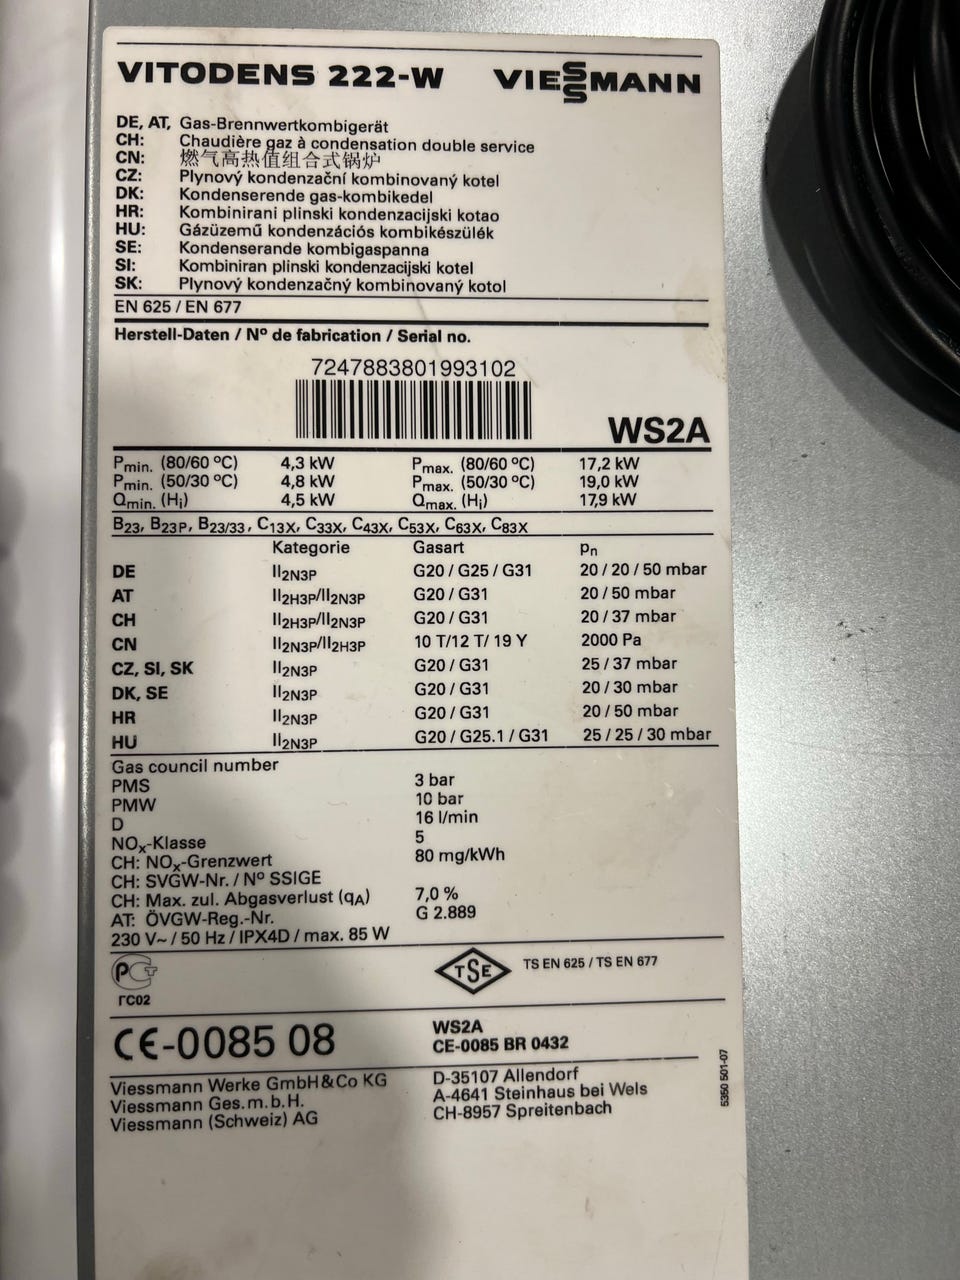 VITODENS 222-W VIESSMANN
DE, AT, Gas-Brennwertkombigerät
CH: Chaudière gaz à condensation double service
CN: 燃气高热值组合式锅炉
CZ: Plynový kondenzační kombinovaný kotel
DK: Kondenserende gas-kombikedel
HR: Kombinirani plinski kondenzacijski kotao
HU: Gázüzemű kondenzációs kombikészülék
SE: Kondenserande kombigaspanna
SI: Kombiniran plinski kondenzacijski kotel
SK: Plynový kondenzačný kombinovaný kotol
EN 625 / EN 677
Herstell-Daten / Nº de fabrication / Serial no.
7247883801993102
WS2A
Pmin. (80/60 ºC) 4,3 kW Pmax. (80/60 ºC) 17,2 kW
Pmin. (50/30 ºC) 4,8 kW Pmax. (50/30 ºC) 19,0 kW
Qmin. (Hi) 4,5 kW Qmax. (Hi) 17,9 kW
B23, B23P, B23/33, C13X, C33X, C43X, C53X, C63X, C83X
Kategorie Gasart pn
DE II2N3P G20 / G25 / G31 20 / 20 / 50 mbar
AT II2H3P/II2N3P G20 / G31 20 / 50 mbar
CH II2H3P/II2N3P G20 / G31 20 / 37 mbar
CN II2N3P/II2H3P 10 T/12 T/ 19 Y 2000 Pa
CZ, SI, SK II2N3P G20 / G31 25 / 37 mbar
DK, SE II2N3P G20 / G31 20 / 30 mbar
HR II2N3P G20 / G31 20 / 50 mbar
HU II2N3P G20 / G25.1 / G31 25 / 25 / 30 mbar
Gas council number
PMS 3 bar
PMW 10 bar
D 16 l/min
NOx-Klasse 5
CH: NOx-Grenzwert 80 mg/kWh
CH: SVGW-Nr. / Nº SSIGE
CH: Max. zul. Abgasverlust (qA) 7,0 %
AT: ÖVGW-Reg.-Nr. G 2.889
230 V~ / 50 Hz / IPX4D / max. 85 W
РСТ TSE TS EN 625 / TS EN 677
ГС02
CE-0085 08 WS2A
CE-0085 BR 0432
Viessmann Werke GmbH & Co KG D-35107 Allendorf
Viessmann Ges.m.b.H. A-4641 Steinhaus bei Wels
Viessmann (Schweiz) AG CH-8957 Spreitenbach
5350 501-07